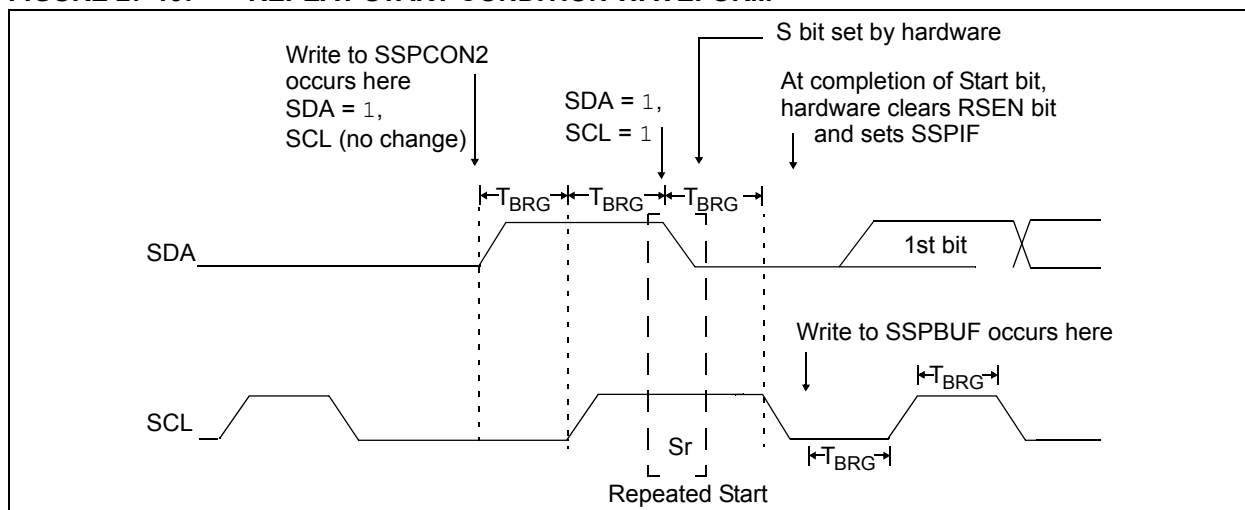 S bit set by hardware
Write to SSPCON2
occurs here
SDA = 1,
SCL (no change)
SDA = 1,
SCL = 1
At completion of Start bit,
hardware clears RSEN bit
and sets SSPIF
TBRG TBRG TBRG
SDA
1st bit
Write to SSPBUF occurs here
TBRG
SCL
Sr
TBRG
Repeated Start